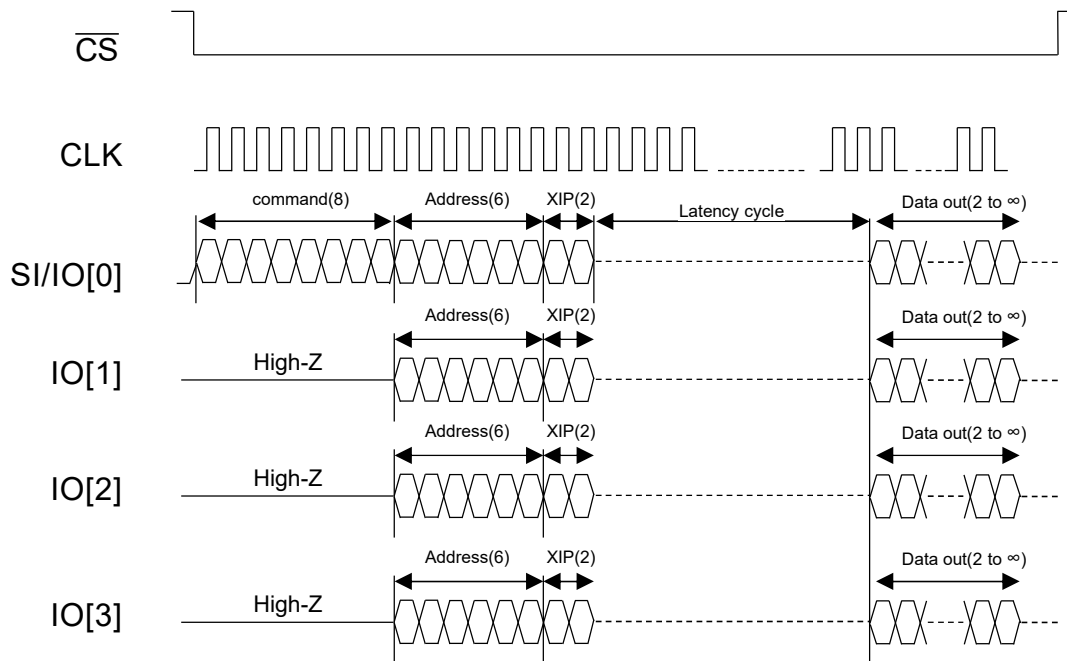 CS
CLK
command(8) Address(6) XIP(2) Latency cycle Data out(2 to ∞)
SI/IO[0]
Address(6) XIP(2) Data out(2 to ∞)
IO[1] High-Z
Address(6) XIP(2) Data out(2 to ∞)
IO[2] High-Z
Address(6) XIP(2) Data out(2 to ∞)
IO[3] High-Z